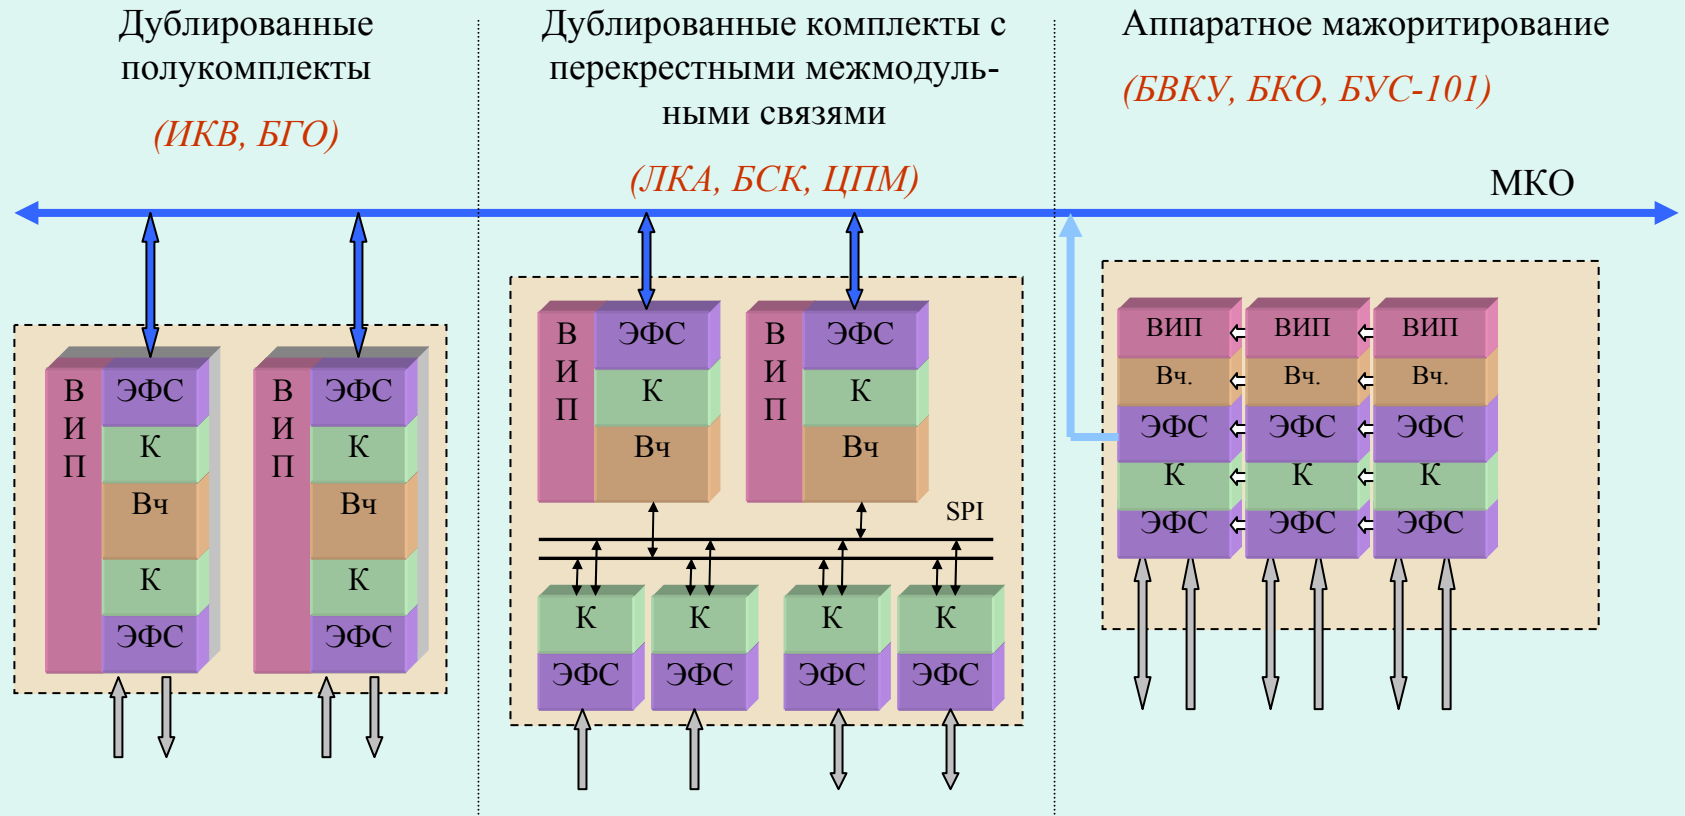 Дублированные
полукомплекты
(ИКВ, БГО)
Дублированные комплекты с
перекрестными межмодуль-
ными связями
(ЛКА, БСК, ЦПМ)
Аппаратное мажоритирование
(БВКУ, БКО, БУС-101)
МКО
В
И
П
ЭФС
К
Вч
К
ЭФС
В
И
П
ЭФС
К
Вч
К
ЭФС
В
И
П
ЭФС
К
Вч
В
И
П
ЭФС
К
Вч
SPI
К
ЭФС
К
ЭФС
К
ЭФС
К
ЭФС
ВИП ВИП ВИП
Вч. Вч. Вч.
ЭФС ЭФС ЭФС
К К К
ЭФС ЭФС ЭФС